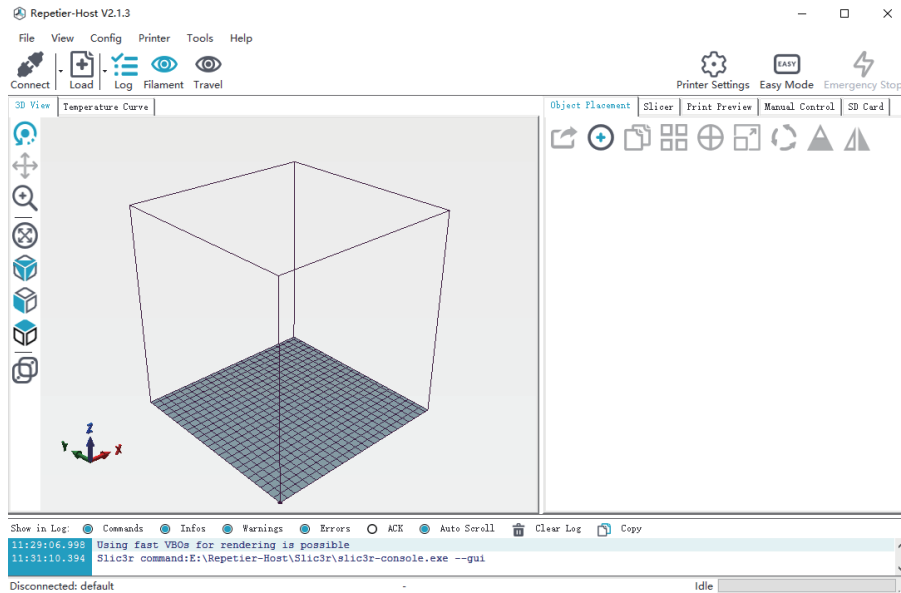 Repetier-Host V2.1.3
File View Config Printer Tools Help
Connect Load Log Filament Travel Printer Settings EASY Easy Mode Emergency Stop
3D View Temperature Curve Object Placement Slicer Print Preview Manual Control SD Card
Z
Y X
Show in Log: Commands Infos Warnings Errors ACK Auto Scroll Clear Log Copy
11:29:06.998 Using fast VBOs for rendering is possible
11:31:10.394 Slic3r command:E:\Repetier-Host\Slic3r\slic3r-console.exe --gui
Disconnected: default - Idle